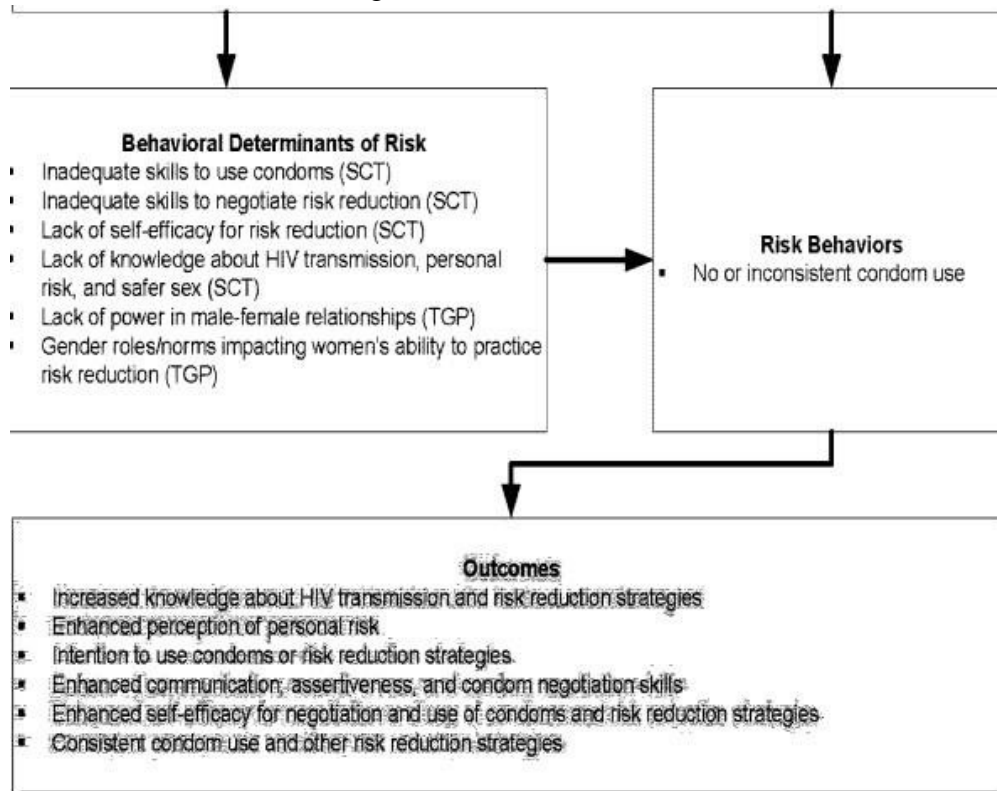 Behavioral Determinants of Risk
▪ Inadequate skills to use condoms (SCT)
▪ Inadequate skills to negotiate risk reduction (SCT)
▪ Lack of self-efficacy for risk reduction (SCT)
▪ Lack of knowledge about HIV transmission, personal
risk, and safer sex (SCT)
▪ Lack of power in male-female relationships (TGP)
▪ Gender roles/norms impacting women's ability to practice
risk reduction (TGP)
Risk Behaviors
▪ No or inconsistent condom use
Outcomes
▪ Increased knowledge about HIV transmission and risk reduction strategies
▪ Enhanced perception of personal risk
▪ Intention to use condoms or risk reduction strategies
▪ Enhanced communication, assertiveness, and condom negotiation skills
▪ Enhanced self-efficacy for negotiation and use of condoms and risk reduction strategies
▪ Consistent condom use and other risk reduction strategies